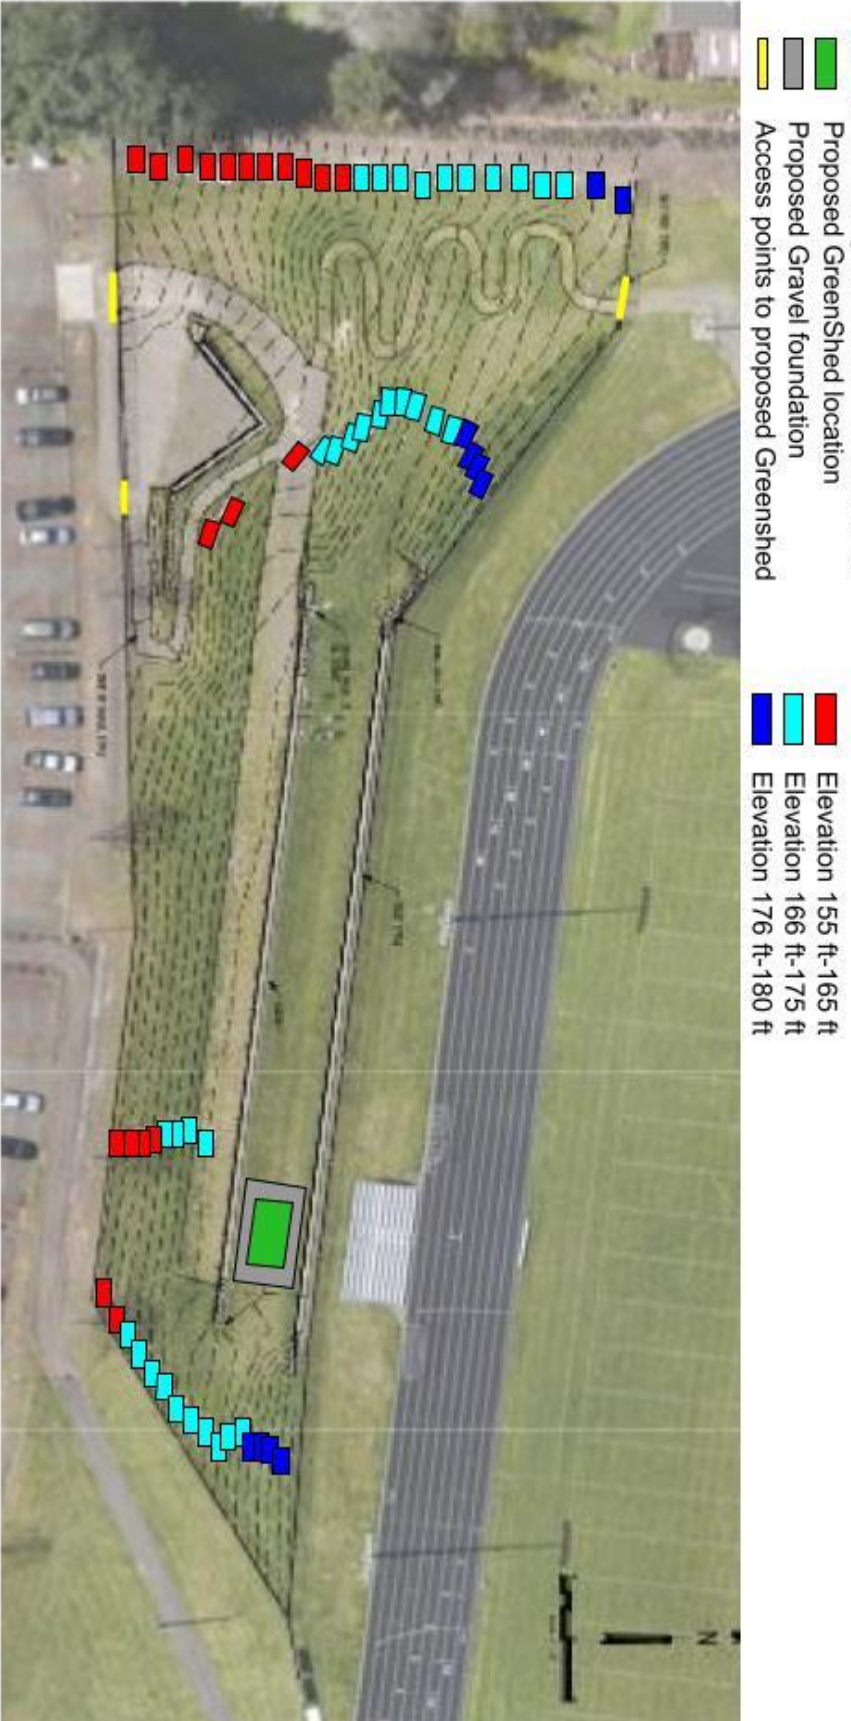 Proposed GreenShed location
Proposed Gravel foundation
Access points to proposed Greenshed
Elevation 155 ft-165 ft
Elevation 166 ft-175 ft
Elevation 176 ft-180 ft
N